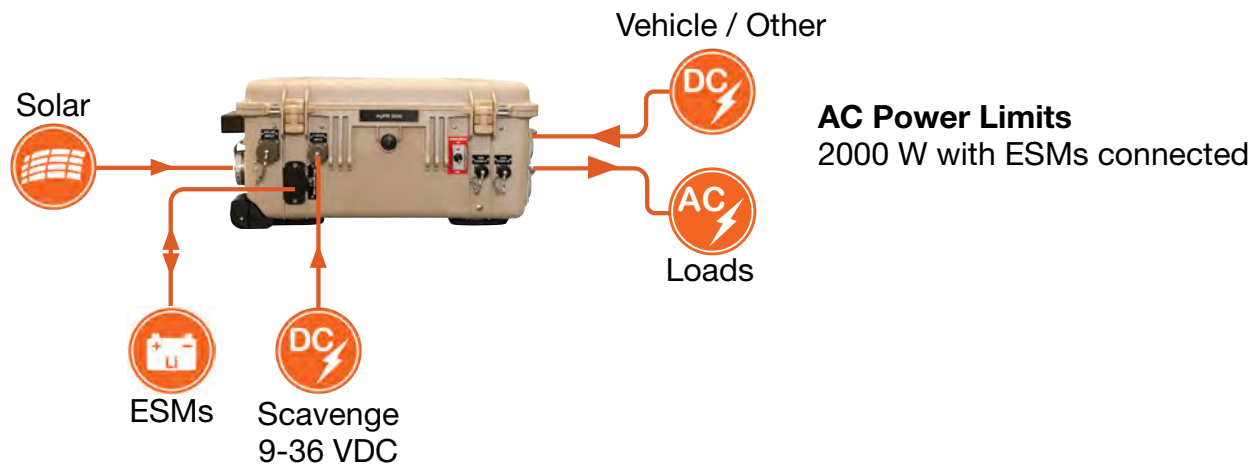 Vehicle / Other
DC
Solar
AC Power Limits
2000 W with ESMs connected
AC
Loads
+ -
Li
DC
ESMs
Scavenge
9-36 VDC